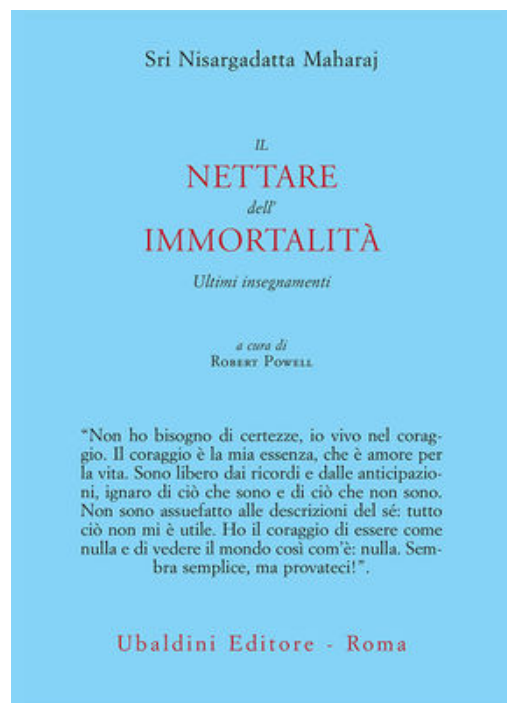 Sri Nisargadatta Maharaj
IL
NETTARE
dell'
IMMORTALITÀ
Ultimi insegnamenti
a cura di
ROBERT POWELL
“Non ho bisogno di certezze, io vivo nel corag-
gio. Il coraggio è la mia essenza, che è amore per
la vita. Sono libero dai ricordi e dalle anticipazio-
ni, ignaro di ciò che sono e di ciò che non sono.
Non sono assuefatto alle descrizioni del sé: tutto
ciò non mi è utile. Ho il coraggio di essere come
nulla e di vedere il mondo così com'è: nulla. Sem-
bra semplice, ma provateci!”.
Ubaldini Editore - Roma